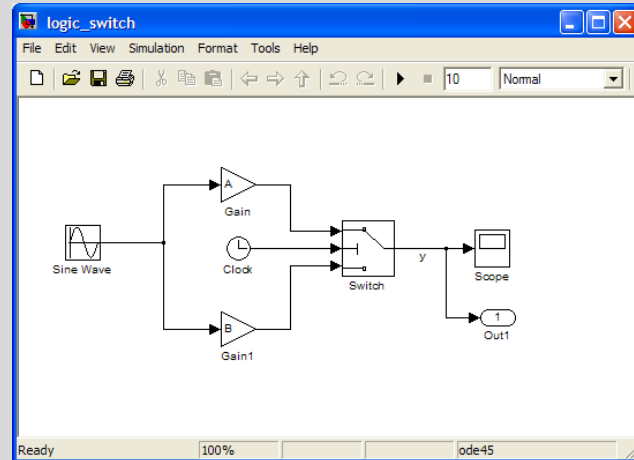 logic_switch
File Edit View Simulation Format Tools Help
10 Normal
A
Gain
Sine Wave
Clock
Switch
y
Scope
B
Gain1
1
Out1
Ready 100% ode45